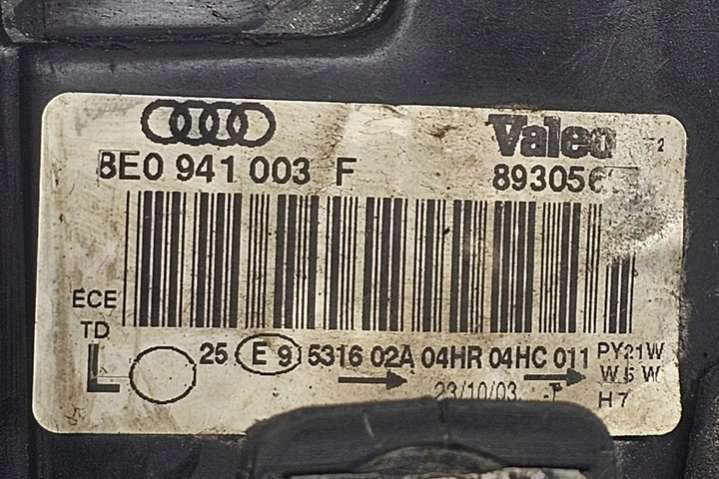 Valeo
8E0 941 003 F
ECE
TD
L
25 E 9 5316 02A 04HR 04HC 011
23/10/03
PY21W
W5W
H7